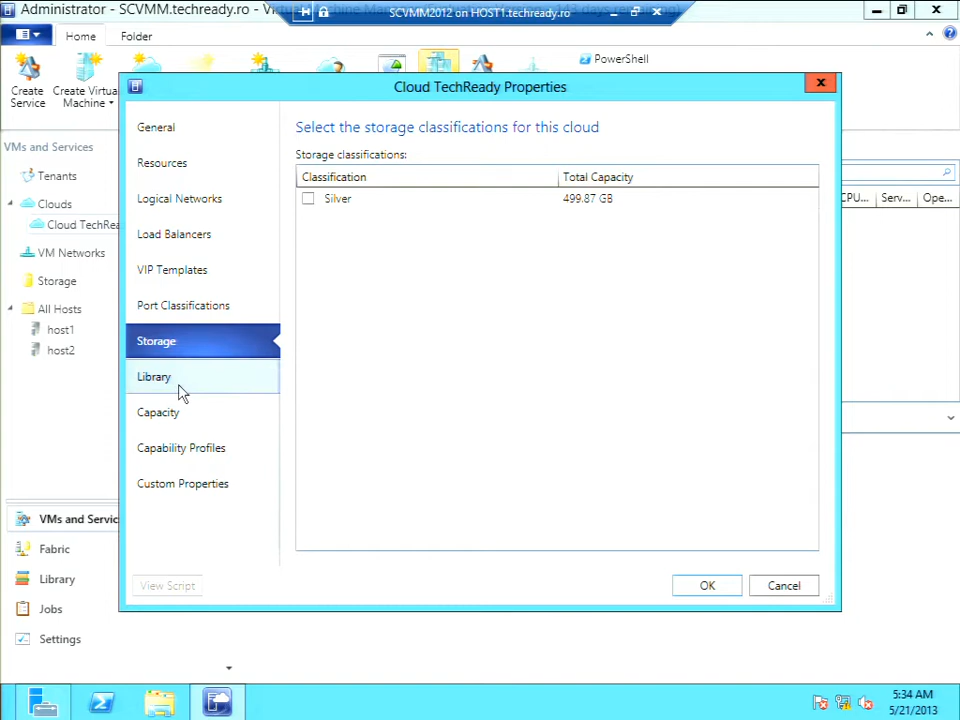 Administrator - SCVMM.techready.ro - Vi
SCVMM2012 on HOST1.techready.ro
Home
Folder
Create Service
Create Virtual Machine
PowerShell
Cloud TechReady Properties
VMs and Services
Tenants
Clouds
Cloud TechRea
VM Networks
Storage
All Hosts
host1
host2
General
Resources
Logical Networks
Load Balancers
VIP Templates
Port Classifications
Storage
Library
Capacity
Capability Profiles
Custom Properties
Select the storage classifications for this cloud
Storage classifications:
Classification Total Capacity
Silver 499.87 GB
CPU... Serv... Ope...
View Script
OK
Cancel
VMs and Servic
Fabric
Library
Jobs
Settings
5:34 AM
5/21/2013